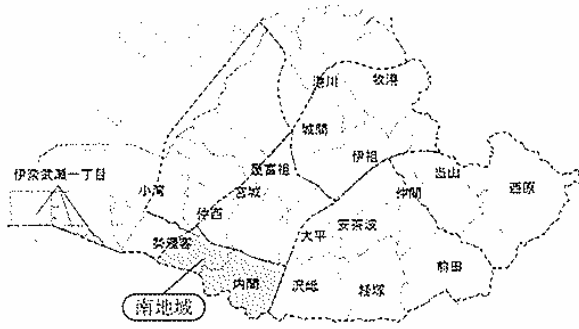 港川
牧港
城間
伊祖
当山
西原
伊奈武瀬一丁目
小湾
屋富祖
宮城
仲西
仲間
安茶波
大平
勢理客
内間
沢岻
経塚
前田
南地域